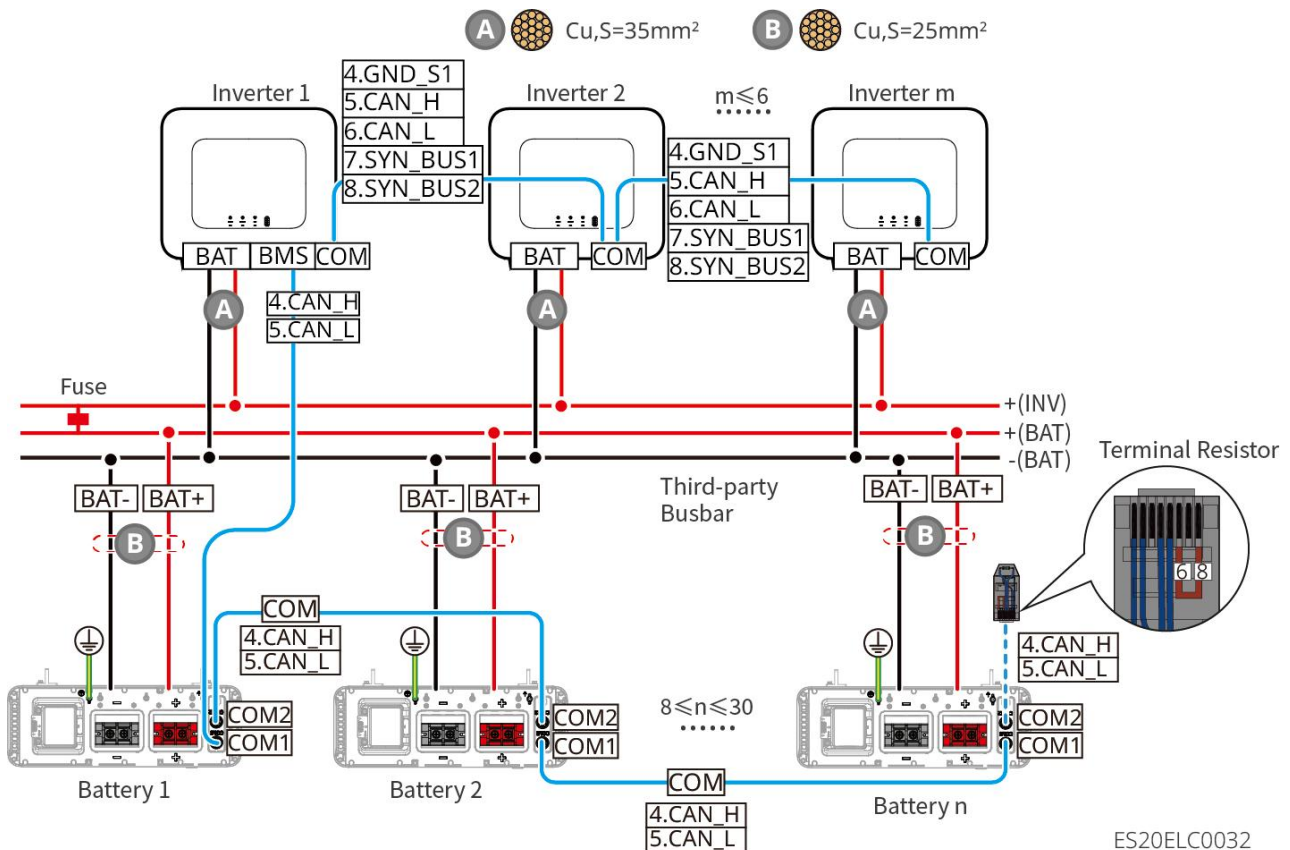 A Cu,S=35mm²
B Cu,S=25mm²
Inverter 1
4.GND_S1
5.CAN_H
6.CAN_L
7.SYN_BUS1
8.SYN_BUS2
Inverter 2
m≤6
......
Inverter m
4.GND_S1
5.CAN_H
6.CAN_L
7.SYN_BUS1
8.SYN_BUS2
BAT BMS COM
BAT COM
BAT COM
A
A
A
4.CAN_H
5.CAN_L
Fuse
+(INV)
+(BAT)
-(BAT)
Terminal Resistor
6 8
BAT- BAT+
BAT- BAT+
BAT- BAT+
Third-party
Busbar
B
B
B
COM
4.CAN_H
5.CAN_L
4.CAN_H
5.CAN_L
8≤n≤30
......
- +
- +
- +
COM2
COM1
COM2
COM1
COM2
COM1
- +
- +
- +
Battery 1
Battery 2
Battery n
COM
4.CAN_H
5.CAN_L
ES20ELC0032